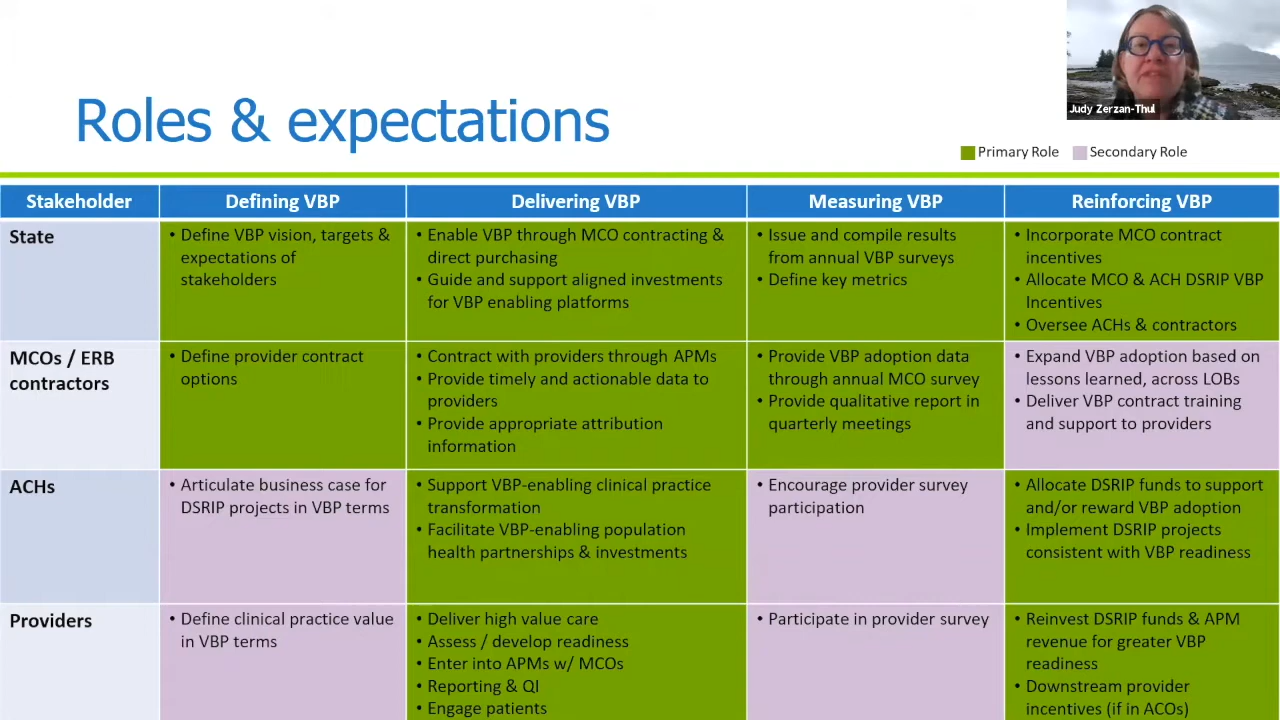 Roles & expectations
Judy Zerzan-Thul
Primary Role
Secondary Role
Stakeholder
Defining VBP
Delivering VBP
Measuring VBP
Reinforcing VBP
State
• Define VBP vision, targets &
expectations of
stakeholders
• Enable VBP through MCO contracting &
direct purchasing
• Guide and support aligned investments
for VBP enabling platforms
• Issue and compile results
from annual VBP surveys
• Define key metrics
• Incorporate MCO contract
incentives
• Allocate MCO & ACH DSRIP VBP
Incentives
• Oversee ACHs & contractors
MCOs / ERB
contractors
• Define provider contract
options
• Contract with providers through APMs
• Provide timely and actionable data to
providers
• Provide appropriate attribution
information
• Provide VBP adoption data
through annual MCO survey
• Provide qualitative report in
quarterly meetings
• Expand VBP adoption based on
lessons learned, across LOBs
• Deliver VBP contract training
and support to providers
ACHs
• Articulate business case for
DSRIP projects in VBP terms
• Support VBP-enabling clinical practice
transformation
• Facilitate VBP-enabling population
health partnerships & investments
• Encourage provider survey
participation
• Allocate DSRIP funds to support
and/or reward VBP adoption
• Implement DSRIP projects
consistent with VBP readiness
Providers
• Define clinical practice value
in VBP terms
• Deliver high value care
• Assess / develop readiness
• Enter into APMs w/ MCOs
• Reporting & QI
• Engage patients
• Participate in provider survey
• Reinvest DSRIP funds & APM
revenue for greater VBP
readiness
• Downstream provider
incentives (if in ACOs)